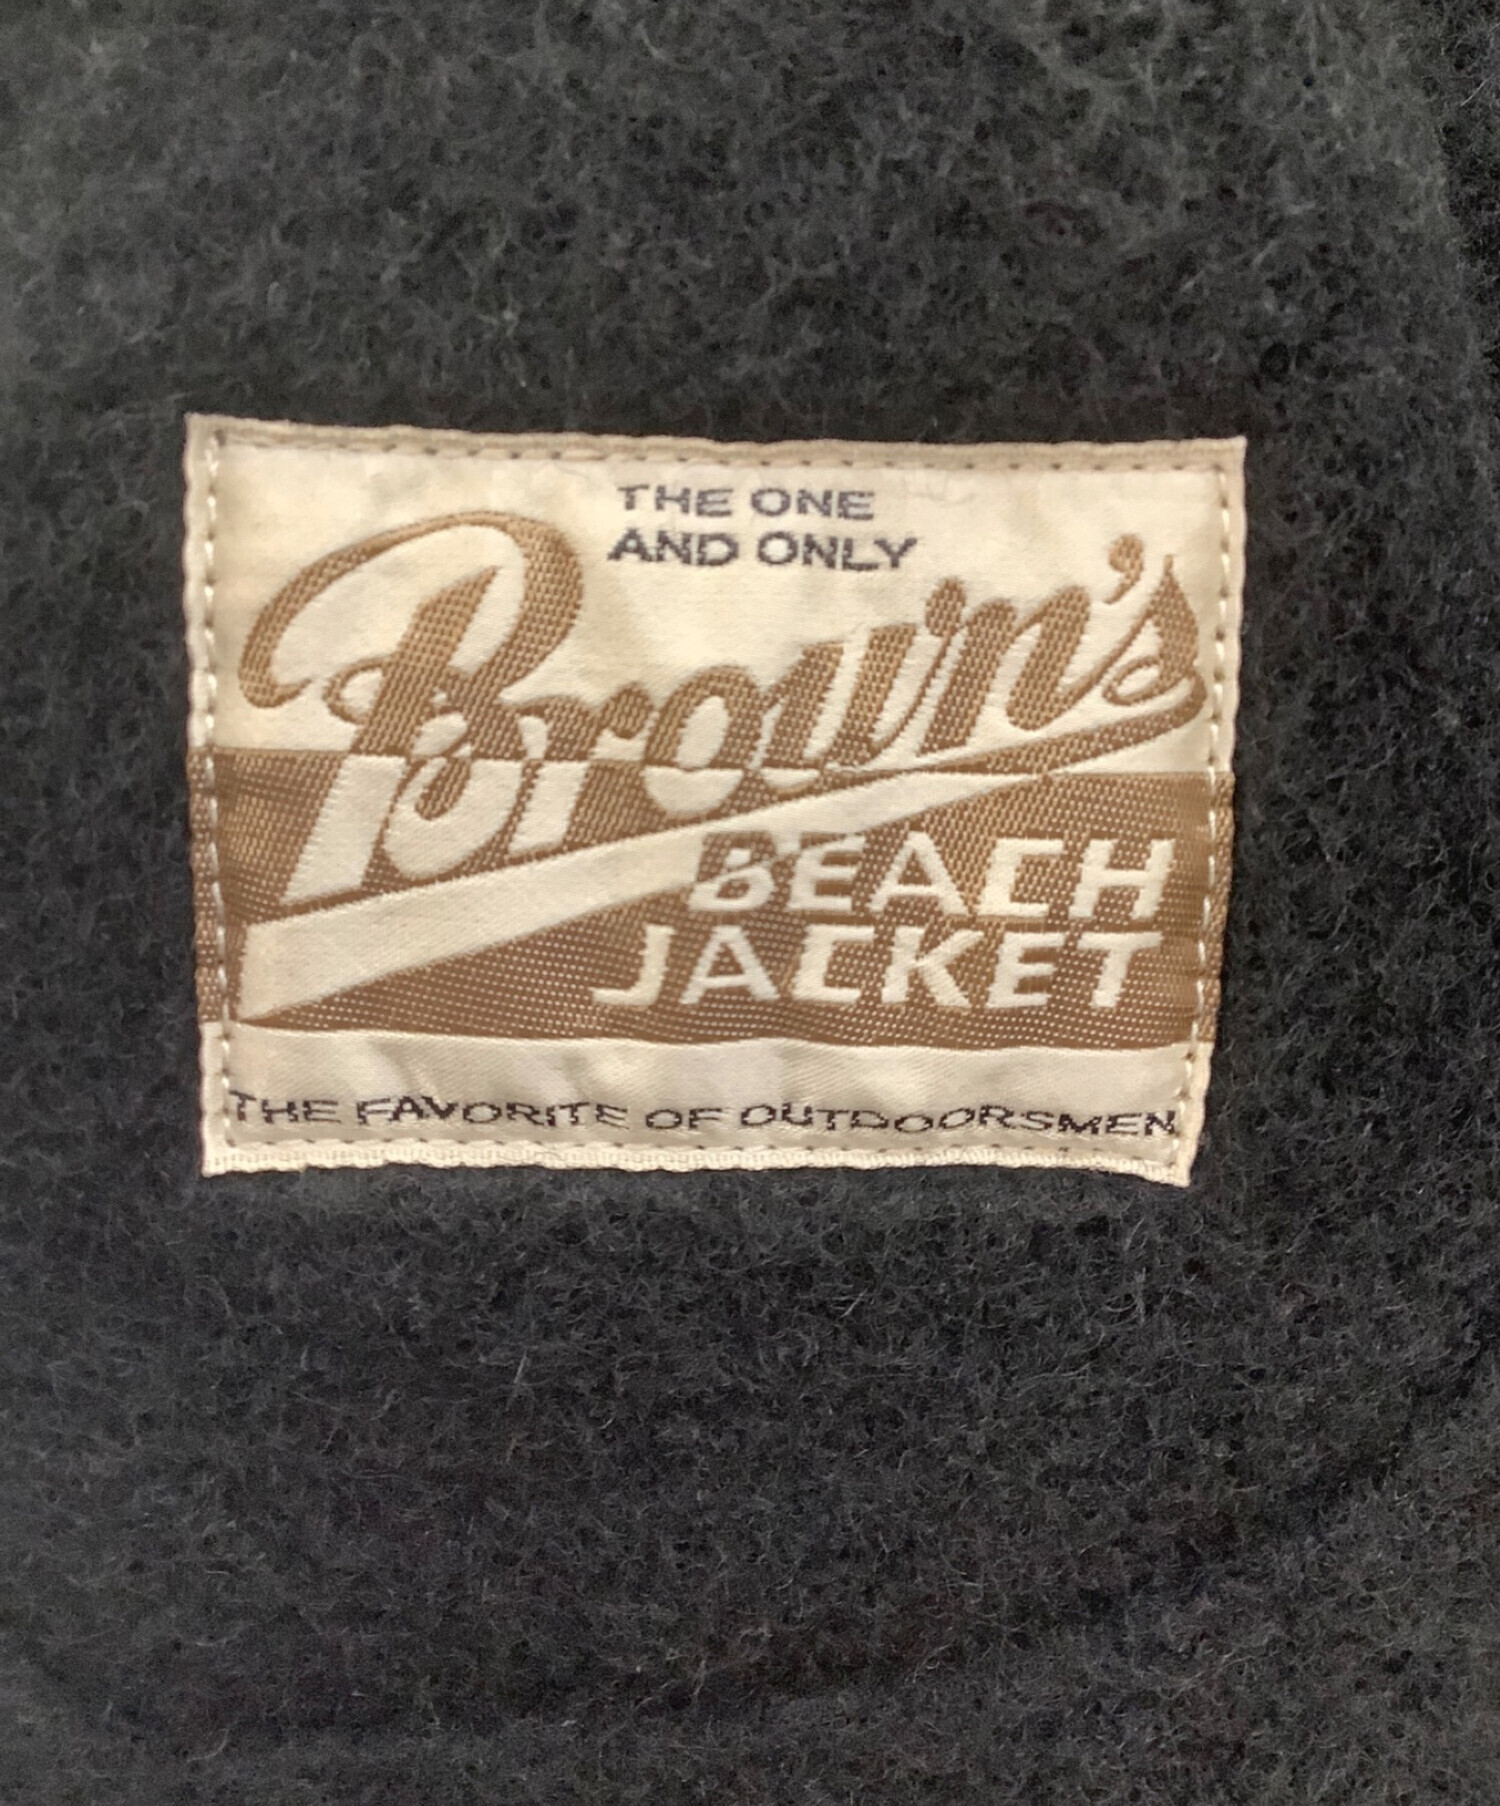 THE ONE
AND ONLY
Brown's
BEACH
JACKET
THE FAVORITE OF OUTDOORSMEN